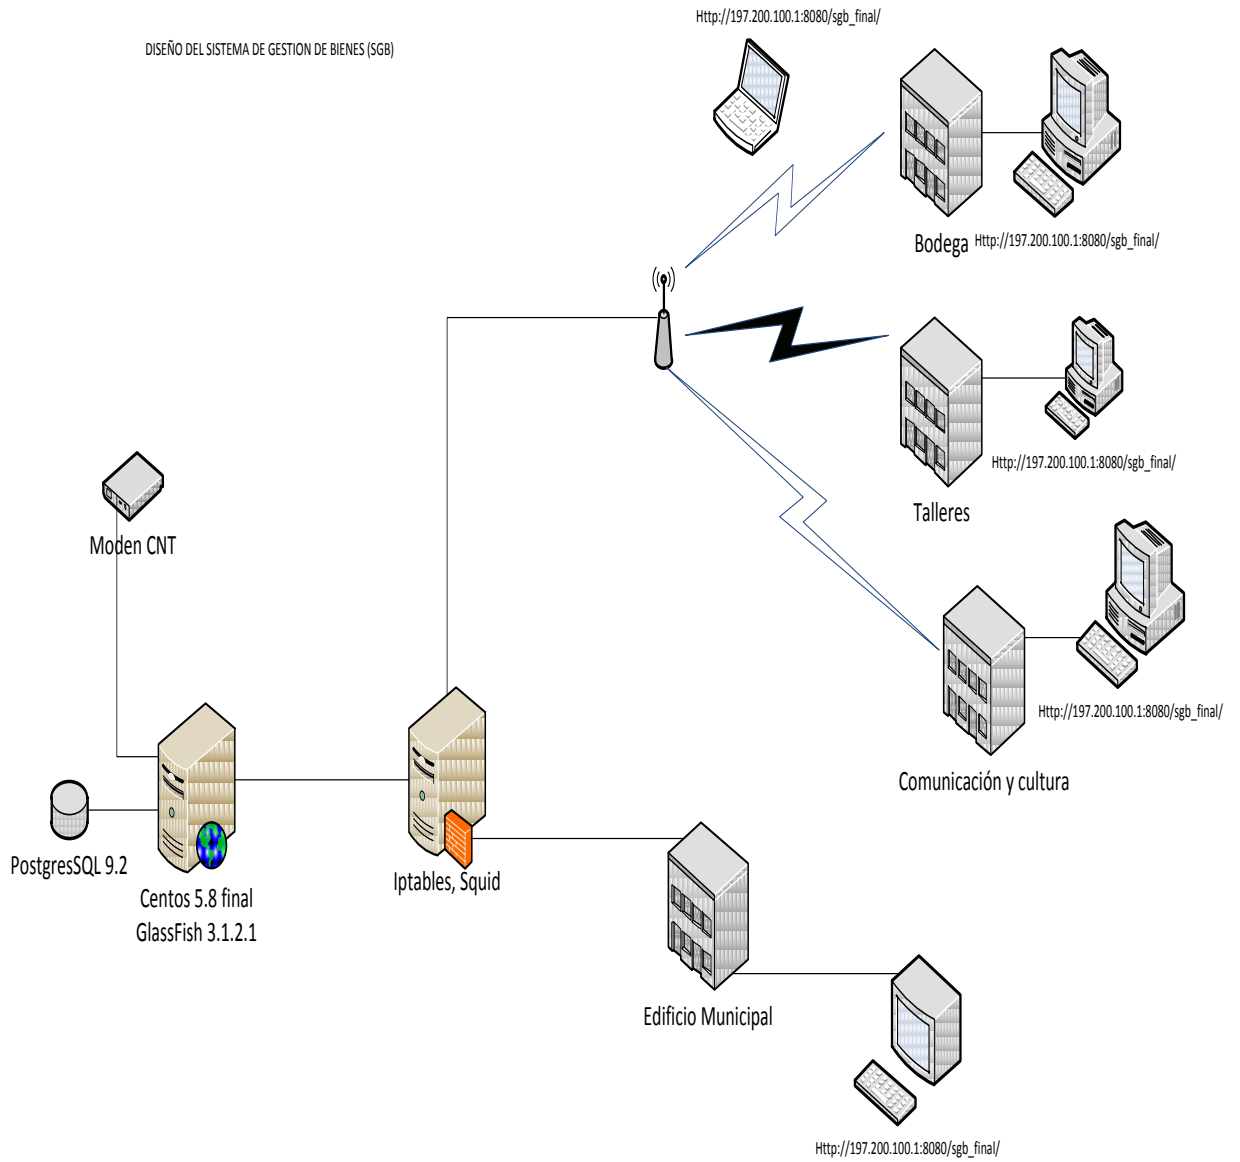 Http://197.200.100.1:8080/sgb_final/
DISEÑO DEL SISTEMA DE GESTION DE BIENES (SGB)
Bodega
Http://197.200.100.1:8080/sgb_final/
Http://197.200.100.1:8080/sgb_final/
Talleres
Moden CNT
Http://197.200.100.1:8080/sgb_final/
Comunicación y cultura
PostgresSQL 9.2
Iptables, Squid
Centos 5.8 final
GlassFish 3.1.2.1
Edificio Municipal
Http://197.200.100.1:8080/sgb_final/